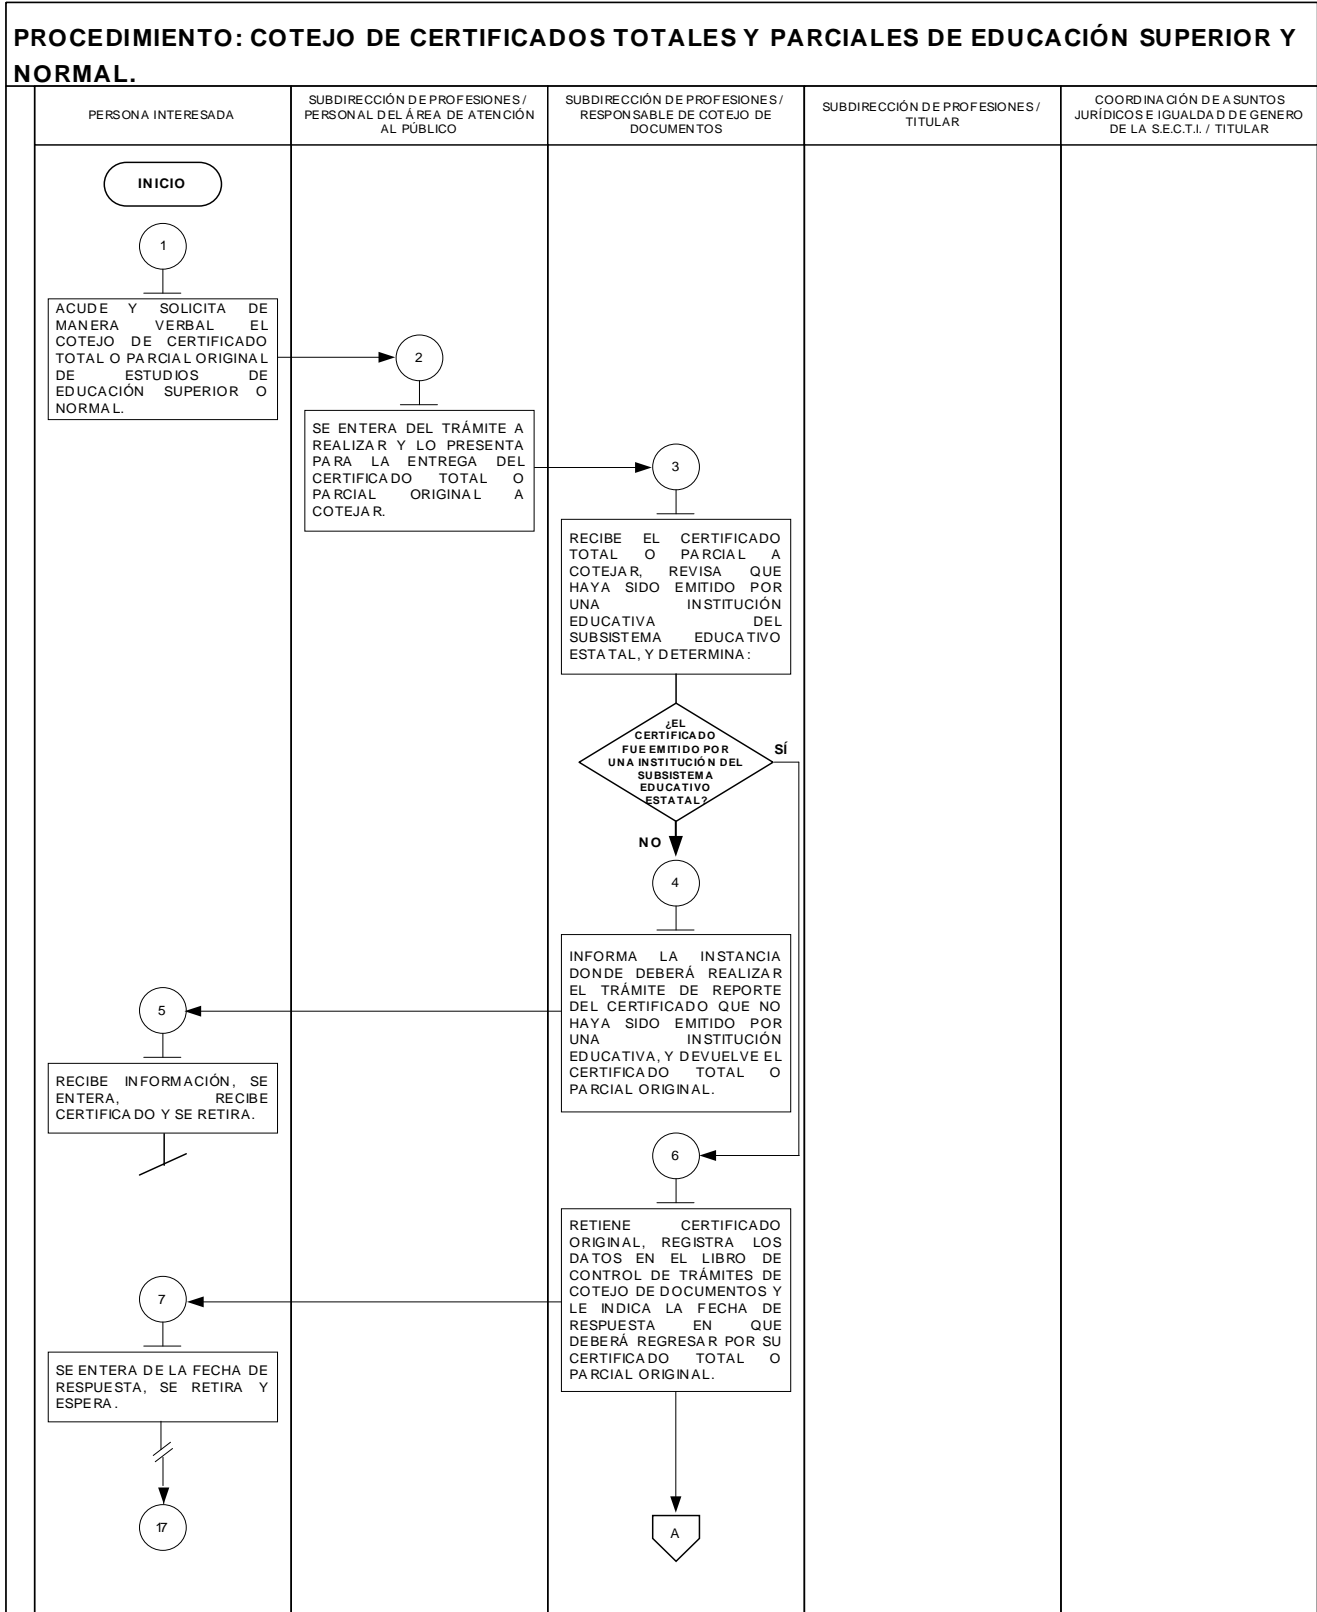 PROCEDIMIENTO: COTEJO DE CERTIFICADOS TOTALES Y PARCIALES DE EDUCACIÓN SUPERIOR Y
NORMAL.
PERSONA INTERESADA
SUBDIRECCIÓN DE PROFESIONES /
PERSONAL DEL ÁREA DE ATENCIÓN
AL PÚBLICO
SUBDIRECCIÓN DE PROFESIONES /
RESPONSABLE DE COTEJO DE
DOCUMENTOS
SUBDIRECCIÓN DE PROFESIONES /
TITULAR
COORDINACIÓN DE ASUNTOS
JURÍDICOS E IGUALDAD DE GENERO
DE LA S.E.C.T.I. / TITULAR
INICIO
1
ACUDE Y SOLICITA DE
MANERA VERBAL EL
COTEJO DE CERTIFICADO
TOTAL O PARCIAL ORIGINAL
DE ESTUDIOS DE
EDUCACIÓN SUPERIOR O
NORMAL.
2
SE ENTERA DEL TRÁMITE A
REALIZAR Y LO PRESENTA
PARA LA ENTREGA DEL
CERTIFICADO TOTAL O
PARCIAL ORIGINAL A
COTEJAR.
3
RECIBE EL CERTIFICADO
TOTAL O PARCIAL A
COTEJAR, REVISA QUE
HAYA SIDO EMITIDO POR
UNA INSTITUCIÓN
EDUCATIVA DEL
SUBSISTEMA EDUCATIVO
ESTATAL, Y DETERMINA:
¿EL
CERTIFICADO
FUE EMITIDO POR
UNA INSTITUCIÓN DEL
SUBSISTEMA
EDUCATIVO
ESTATAL?
SÍ
NO
4
INFORMA LA INSTANCIA
DONDE DEBERÁ REALIZAR
EL TRÁMITE DE REPORTE
DEL CERTIFICADO QUE NO
HAYA SIDO EMITIDO POR
UNA INSTITUCIÓN
EDUCATIVA, Y DEVUELVE EL
CERTIFICADO TOTAL O
PARCIAL ORIGINAL.
5
RECIBE INFORMACIÓN, SE
ENTERA, RECIBE
CERTIFICADO Y SE RETIRA.
6
RETIENE CERTIFICADO
ORIGINAL, REGISTRA LOS
DATOS EN EL LIBRO DE
CONTROL DE TRÁMITES DE
COTEJO DE DOCUMENTOS Y
LE INDICA LA FECHA DE
RESPUESTA EN QUE
DEBERÁ REGRESAR POR SU
CERTIFICADO TOTAL O
PARCIAL ORIGINAL.
7
SE ENTERA DE LA FECHA DE
RESPUESTA, SE RETIRA Y
ESPERA.
17
A